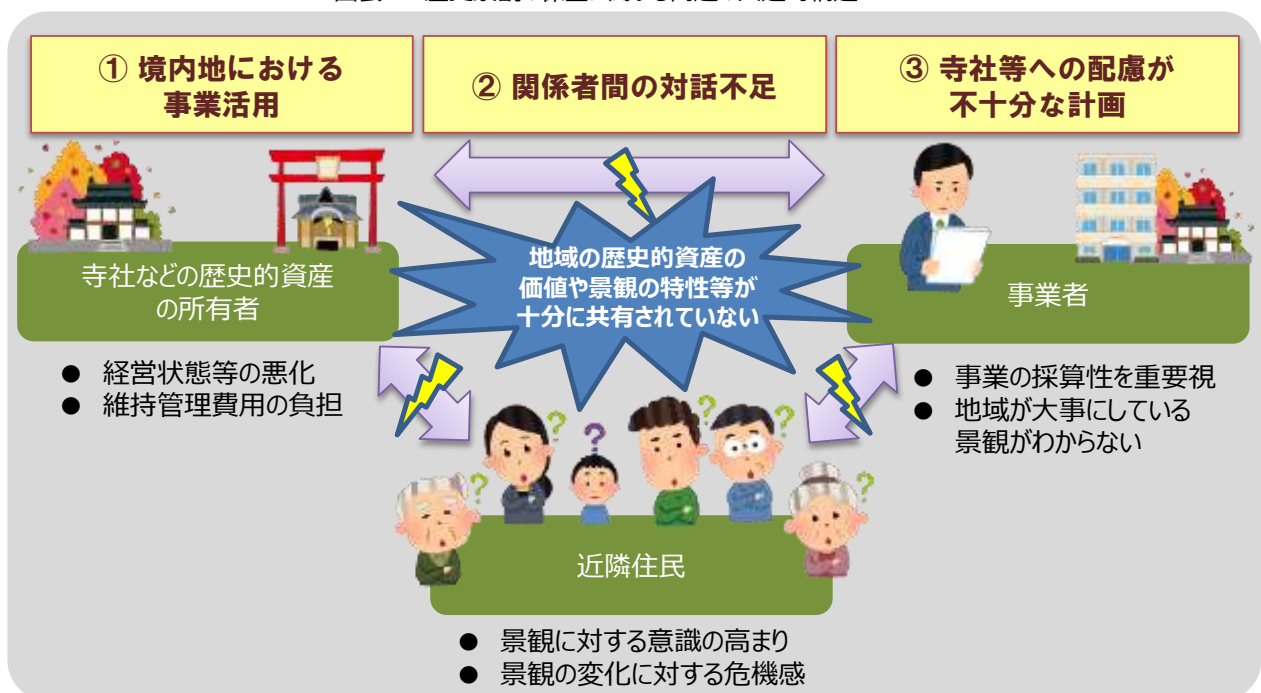 ① 境内地における
事業活用
② 関係者間の対話不足
③ 寺社等への配慮が
不十分な計画
寺社などの歴史的資産
の所有者
地域の歴史的資産の
価値や景観の特性等が
十分に共有されていない
事業者
● 経営状態等の悪化
● 維持管理費用の負担
● 事業の採算性を重要視
● 地域が大事にしている
景観がわからない
? ? ? ? ? ?
近隣住民
● 景観に対する意識の高まり
● 景観の変化に対する危機感